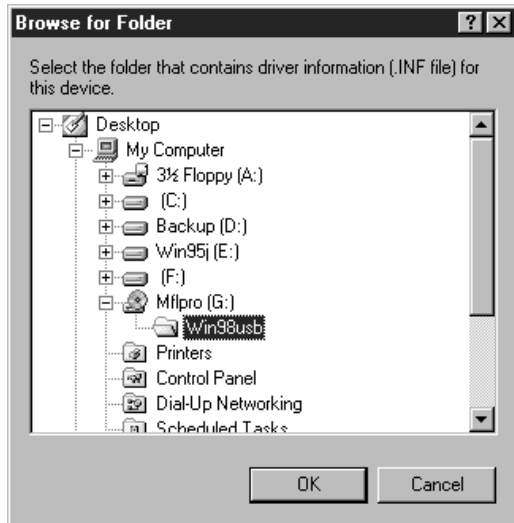 Browse for Folder
Select the folder that contains driver information (.INF file) for
this device.
Desktop
My Computer
3½ Floppy (A:)
(C:)
Backup (D:)
Win95j (E:)
(F:)
Mflpro (G:)
Win98usb
Printers
Control Panel
Dial-Up Networking
Scheduled Tasks
OK
Cancel